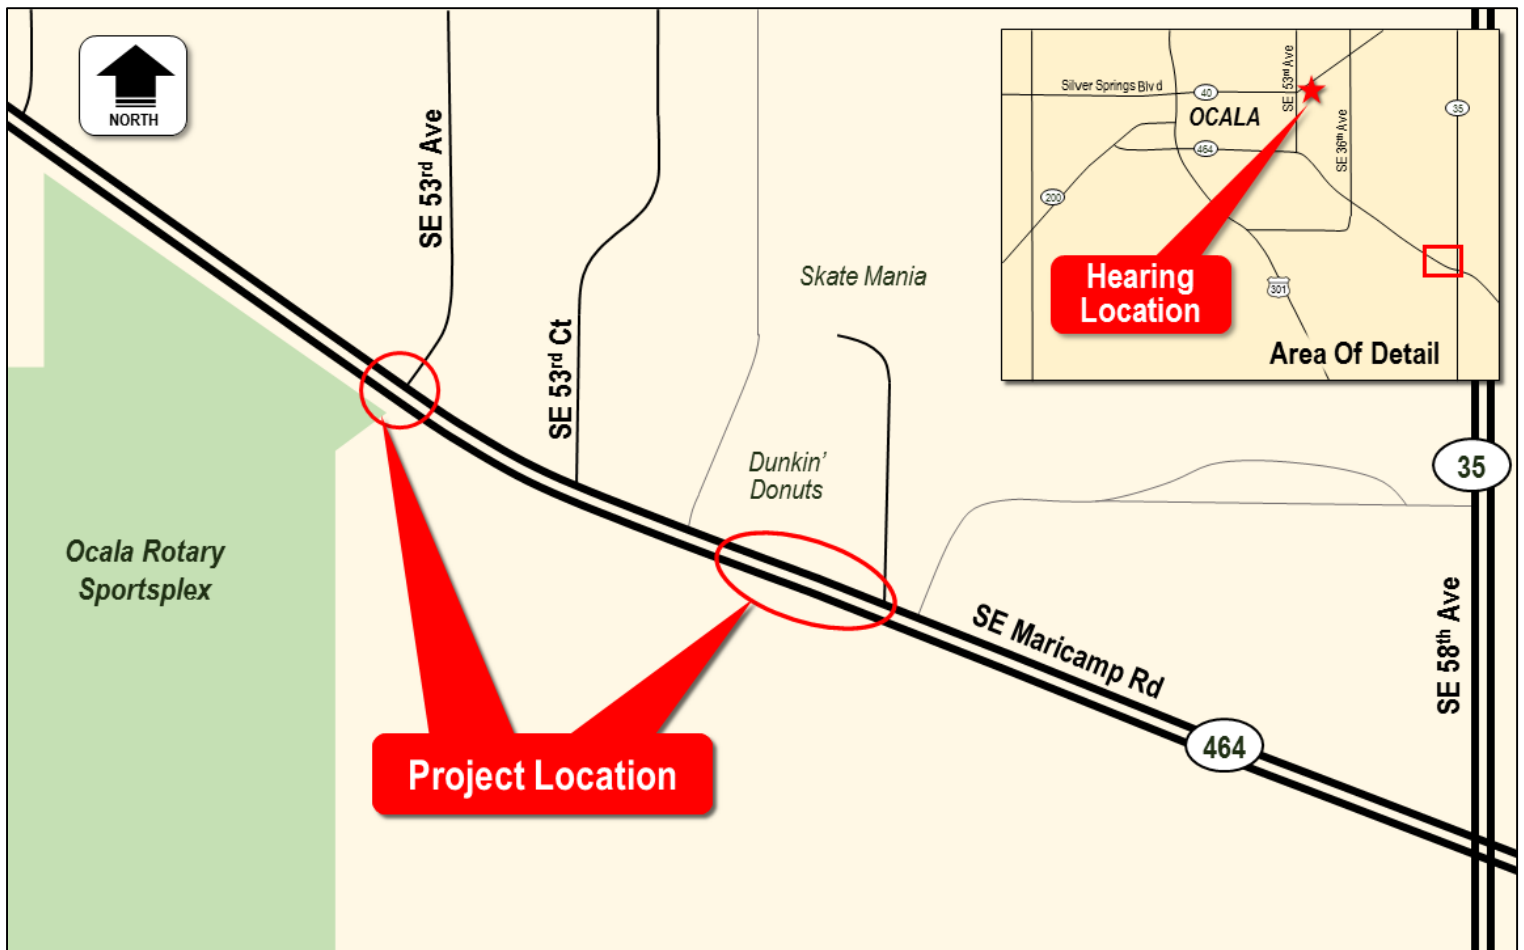 NORTH
SE 53rd Ave
SE 53rd Ct
Skate Mania
Dunkin'
Donuts
Ocala Rotary
Sportsplex
Project Location
SE Maricamp Rd
464
35
SE 58th Ave
Silver Springs Blvd
40
SE 53rd Ave
OCALA
35
464
SE 36th Ave
200
Hearing
Location
301
Area Of Detail